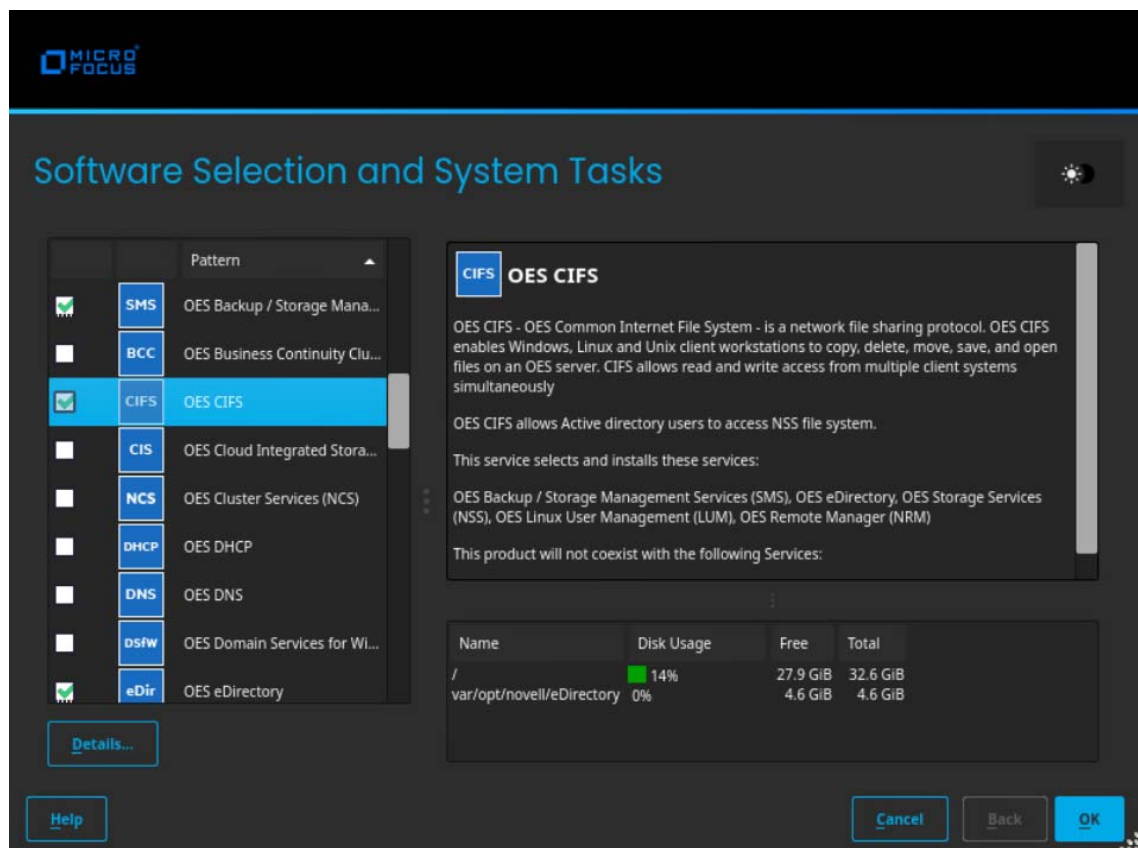 MICRO
FOCUS
Software Selection and System Tasks
Pattern
SMS OES Backup / Storage Mana...
BCC OES Business Continuity Clu...
CIFS OES CIFS
CIS OES Cloud Integrated Stora...
NCS OES Cluster Services (NCS)
DHCP OES DHCP
DNS OES DNS
DSfW OES Domain Services for Wi...
eDir OES eDirectory
Details...
CIFS OES CIFS
OES CIFS - OES Common Internet File System - is a network file sharing protocol. OES CIFS
enables Windows, Linux and Unix client workstations to copy, delete, move, save, and open
files on an OES server. CIFS allows read and write access from multiple client systems
simultaneously
OES CIFS allows Active directory users to access NSS file system.
This service selects and installs these services:
OES Backup / Storage Management Services (SMS), OES eDirectory, OES Storage Services
(NSS), OES Linux User Management (LUM), OES Remote Manager (NRM)
This product will not coexist with the following Services:
Name Disk Usage Free Total
/ 14% 27.9 GiB 32.6 GiB
var/opt/novell/eDirectory 0% 4.6 GiB 4.6 GiB
Help Cancel Back OK